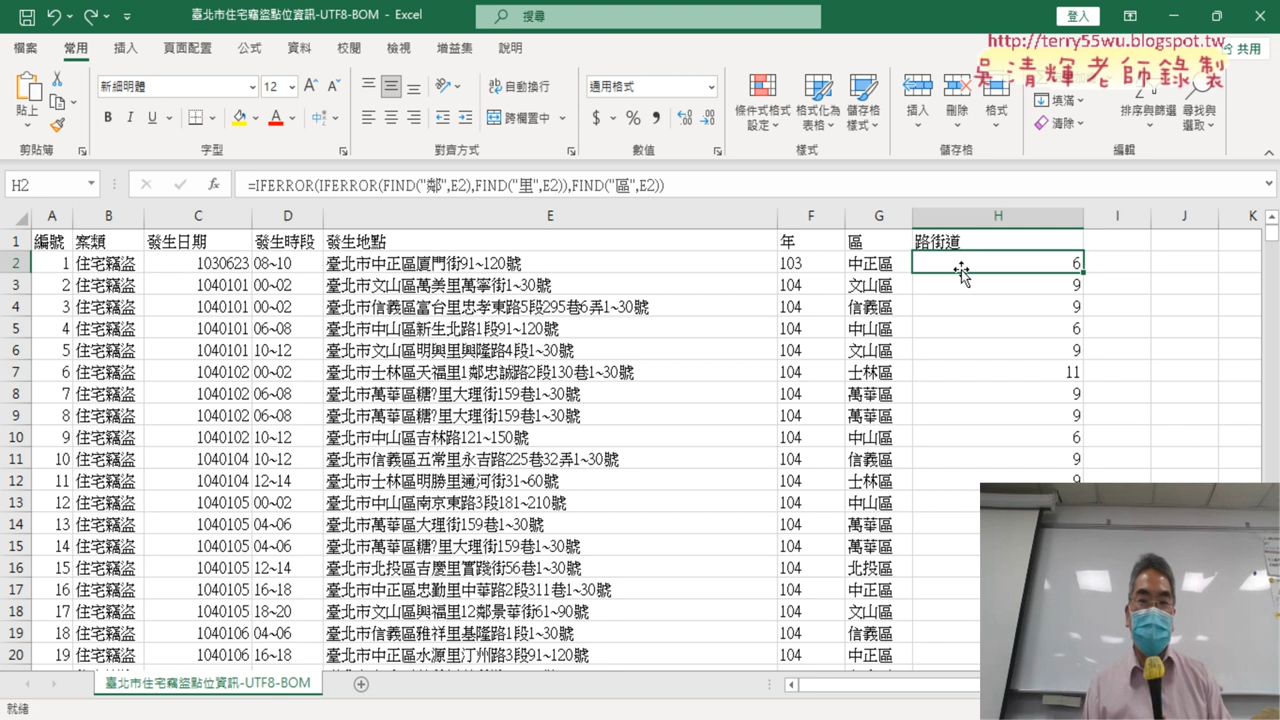 臺北市住宅竊盜點位資訊-UTF8-BOM - Excel
搜尋
登入
檔案 常用 插入 頁面配置 公式 資料 校閱 檢視 增益集 說明
共用
http://terry55wu.blogspot.tw
吳清輝老師錄製
貼上
剪貼簿
新細明體 12
B I U
字型
自動換行
跨欄置中
對齊方式
通用格式
$ % ,
數值
條件式格式設定
格式化為表格
儲存格樣式
樣式
插入 刪除 格式
儲存格
填滿
清除
排序與篩選
尋找與選取
編輯
H2
fx
=IFERROR(IFERROR(FIND("鄰",E2),FIND("里",E2)),FIND("區",E2))
A B C D E F G H I J K
1 編號 案類 發生日期 發生時段 發生地點 年 區 路街道
2 1 住宅竊盜 1030623 08~10 臺北市中正區廈門街91~120號 103 中正區 6
3 2 住宅竊盜 1040101 00~02 臺北市文山區萬美里萬寧街1~30號 104 文山區 9
4 3 住宅竊盜 1040101 00~02 臺北市信義區富台里忠孝東路5段295巷6弄1~30號 104 信義區 9
5 4 住宅竊盜 1040101 06~08 臺北市中山區新生北路1段91~120號 104 中山區 6
6 5 住宅竊盜 1040101 10~12 臺北市文山區明興里興隆路4段1~30號 104 文山區 9
7 6 住宅竊盜 1040102 00~02 臺北市士林區天福里1鄰忠誠路2段130巷1~30號 104 士林區 11
8 7 住宅竊盜 1040102 06~08 臺北市萬華區糖?里大理街159巷1~30號 104 萬華區 9
9 8 住宅竊盜 1040102 06~08 臺北市萬華區糖?里大理街159巷1~30號 104 萬華區 9
10 9 住宅竊盜 1040102 10~12 臺北市中山區吉林路121~150號 104 中山區 6
11 10 住宅竊盜 1040104 10~12 臺北市信義區五常里永吉路225巷32弄1~30號 104 信義區 9
12 11 住宅竊盜 1040104 12~14 臺北市士林區明勝里通河街31~60號 104 士林區 9
13 12 住宅竊盜 1040105 00~02 臺北市中山區南京東路3段181~210號 104 中山區
14 13 住宅竊盜 1040105 04~06 臺北市萬華區大理街159巷1~30號 104 萬華區
15 14 住宅竊盜 1040105 04~06 臺北市萬華區糖?里大理街159巷1~30號 104 萬華區
16 15 住宅竊盜 1040105 12~14 臺北市北投區吉慶里實踐街56巷1~30號 104 北投區
17 16 住宅竊盜 1040105 16~18 臺北市中正區忠勤里中華路2段311巷1~30號 104 中正區
18 17 住宅竊盜 1040105 18~20 臺北市文山區興福里12鄰景華街61~90號 104 文山區
19 18 住宅竊盜 1040106 04~06 臺北市信義區雅祥里基隆路1段1~30號 104 信義區
20 19 住宅竊盜 1040106 16~18 臺北市中正區水源里汀州路3段91~120號 104 中正區
臺北市住宅竊盜點位資訊-UTF8-BOM
就緒